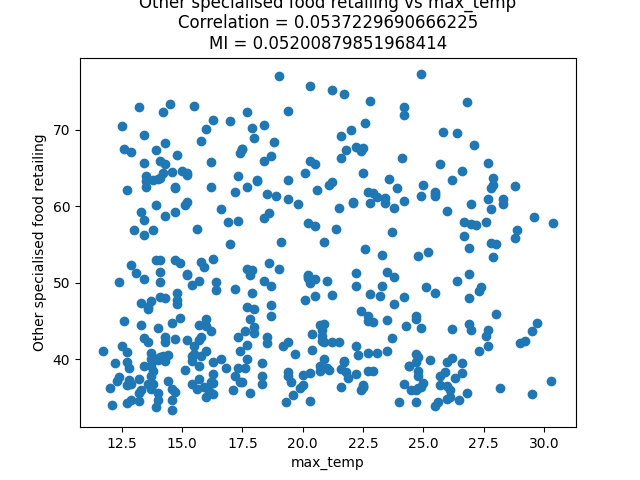 Other specialised food retailing vs max_temp
Correlation = 0.0537229690666225
MI = 0.05200879851968414
Other specialised food retailing
70
60
50
40
12.5 15.0 17.5 20.0 22.5 25.0 27.5 30.0
max_temp